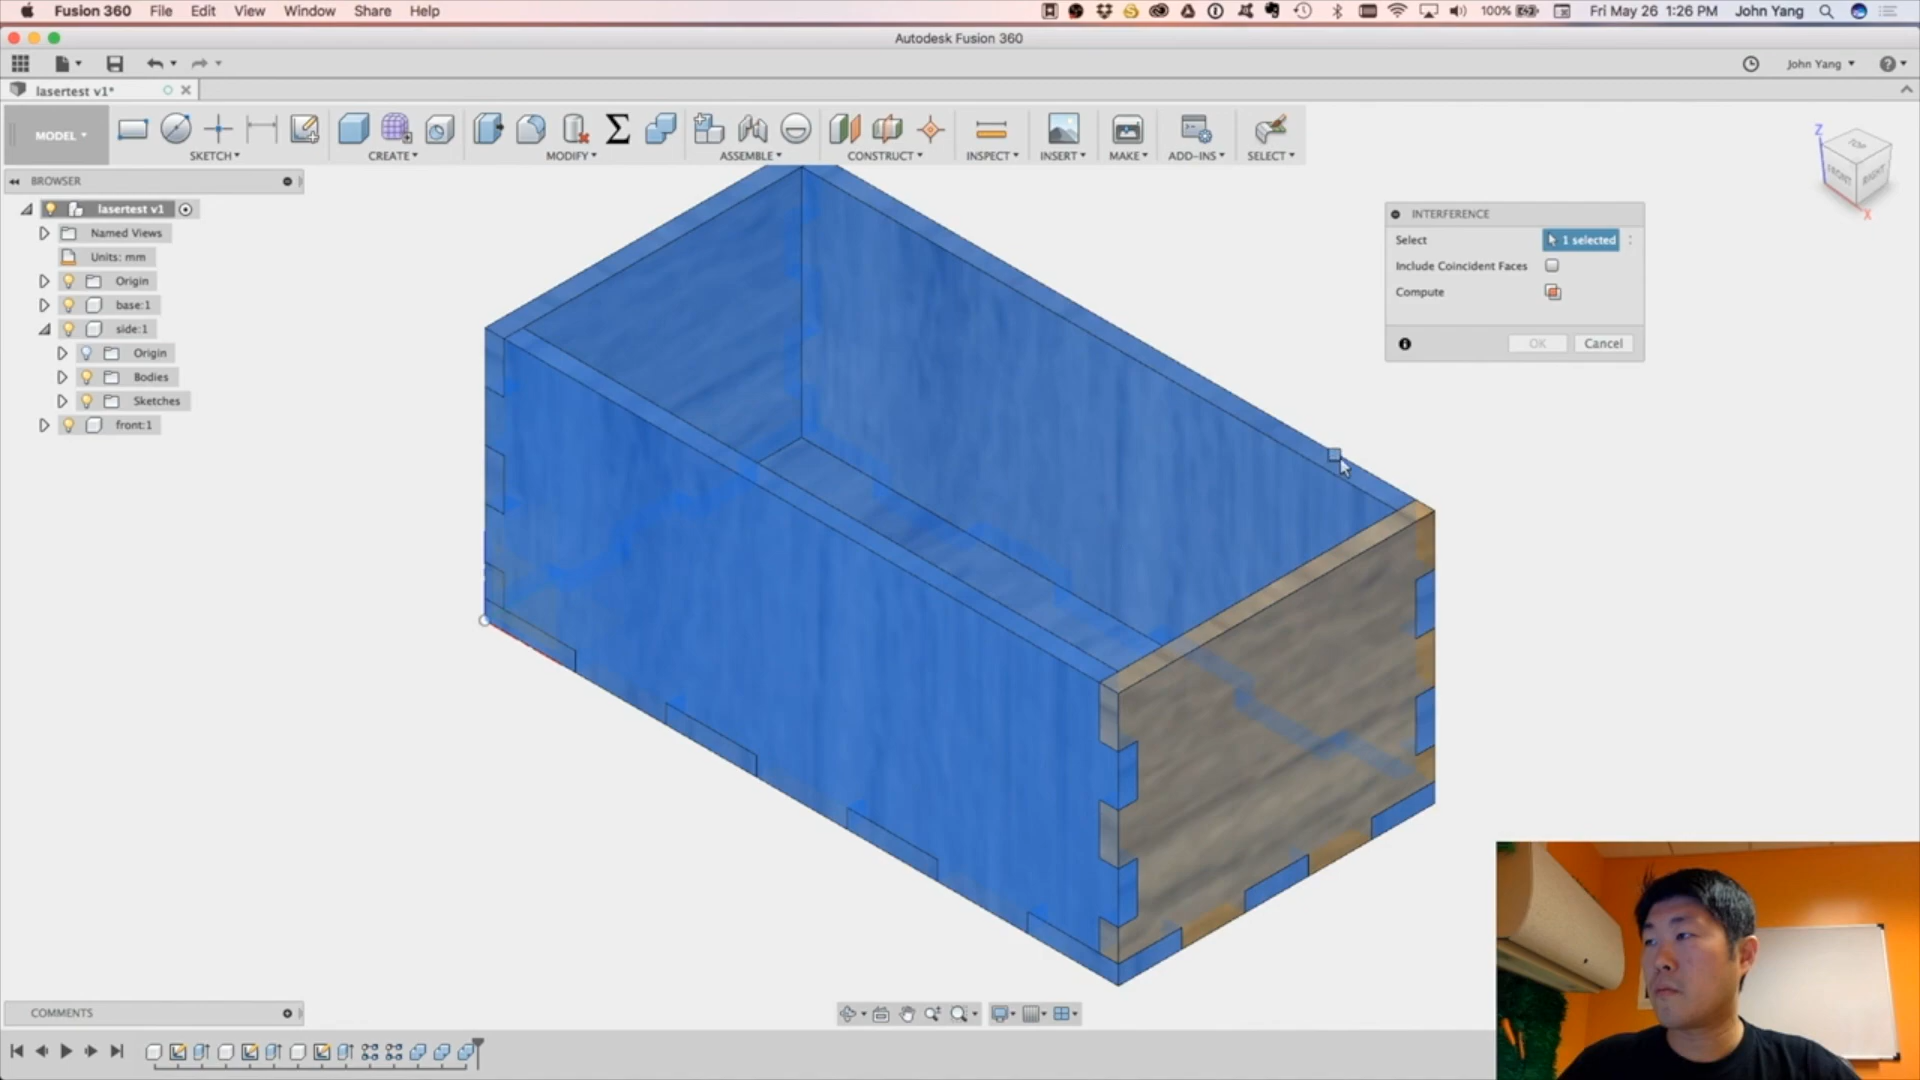 Fusion 360 File Edit View Window Share Help 100% Fri May 26 1:26 PM John Yang
Autodesk Fusion 360
John Yang
lasertest v1*
MODEL
SKETCH CREATE MODIFY ASSEMBLE CONSTRUCT INSPECT INSERT MAKE ADD-INS SELECT
Z
TOP
FRONT RIGHT
X
BROWSER
lasertest v1
Named Views
Units: mm
Origin
base:1
side:1
Origin
Bodies
Sketches
front:1
INTERFERENCE
Select 1 selected
Include Coincident Faces
Compute
OK Cancel
COMMENTS